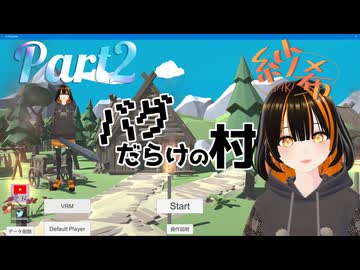 Part2
紗希
バグ
だらけの村
VRM
Start
Default Player
操作説明
データ削除